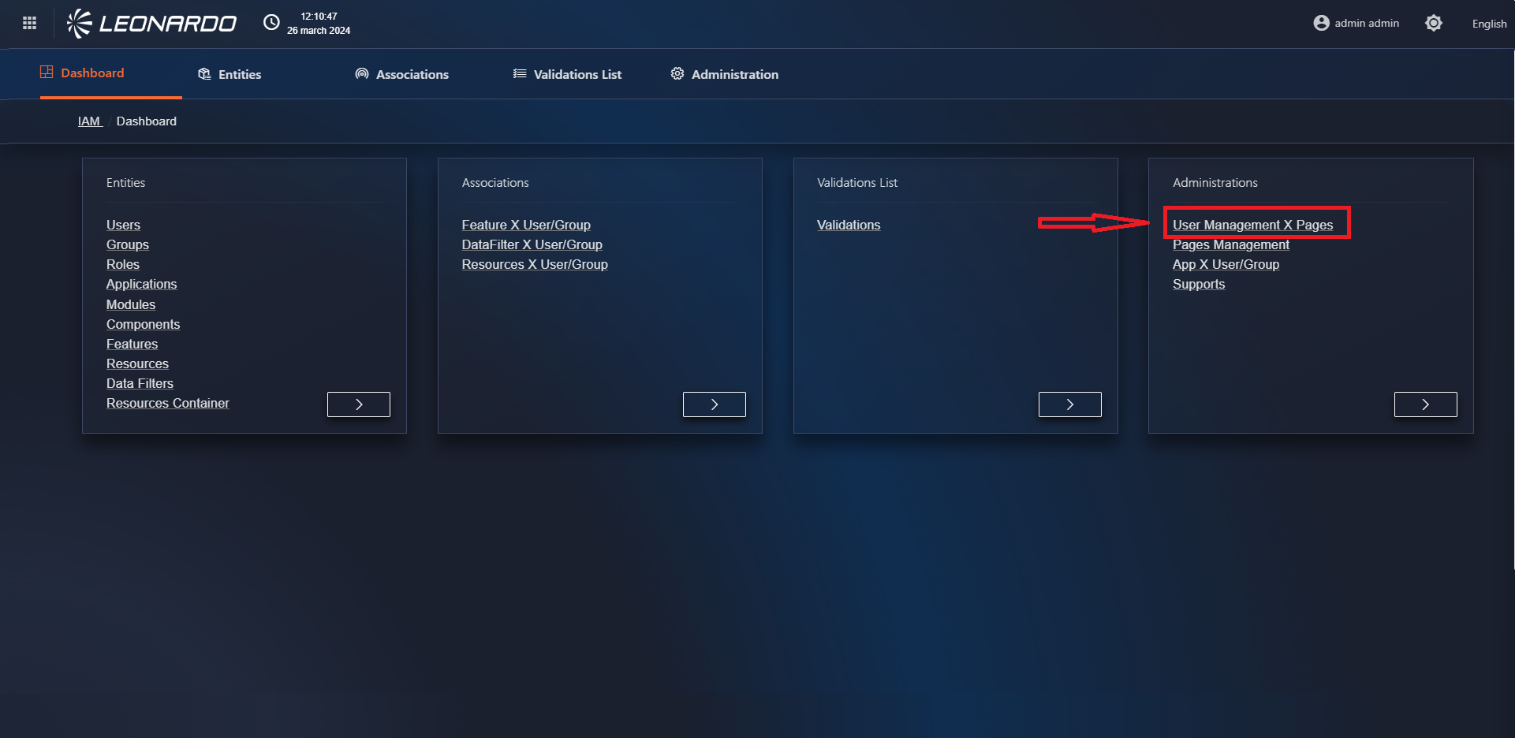 LEONARDO
12:10:47
26 march 2024
admin admin
English
Dashboard
Entities
Associations
Validations List
Administration
IAM / Dashboard
Entities
Users
Groups
Roles
Applications
Modules
Components
Features
Resources
Data Filters
Resources Container
Associations
Feature X User/Group
DataFilter X User/Group
Resources X User/Group
Validations List
Validations
Administrations
User Management X Pages
Pages Management
App X User/Group
Supports